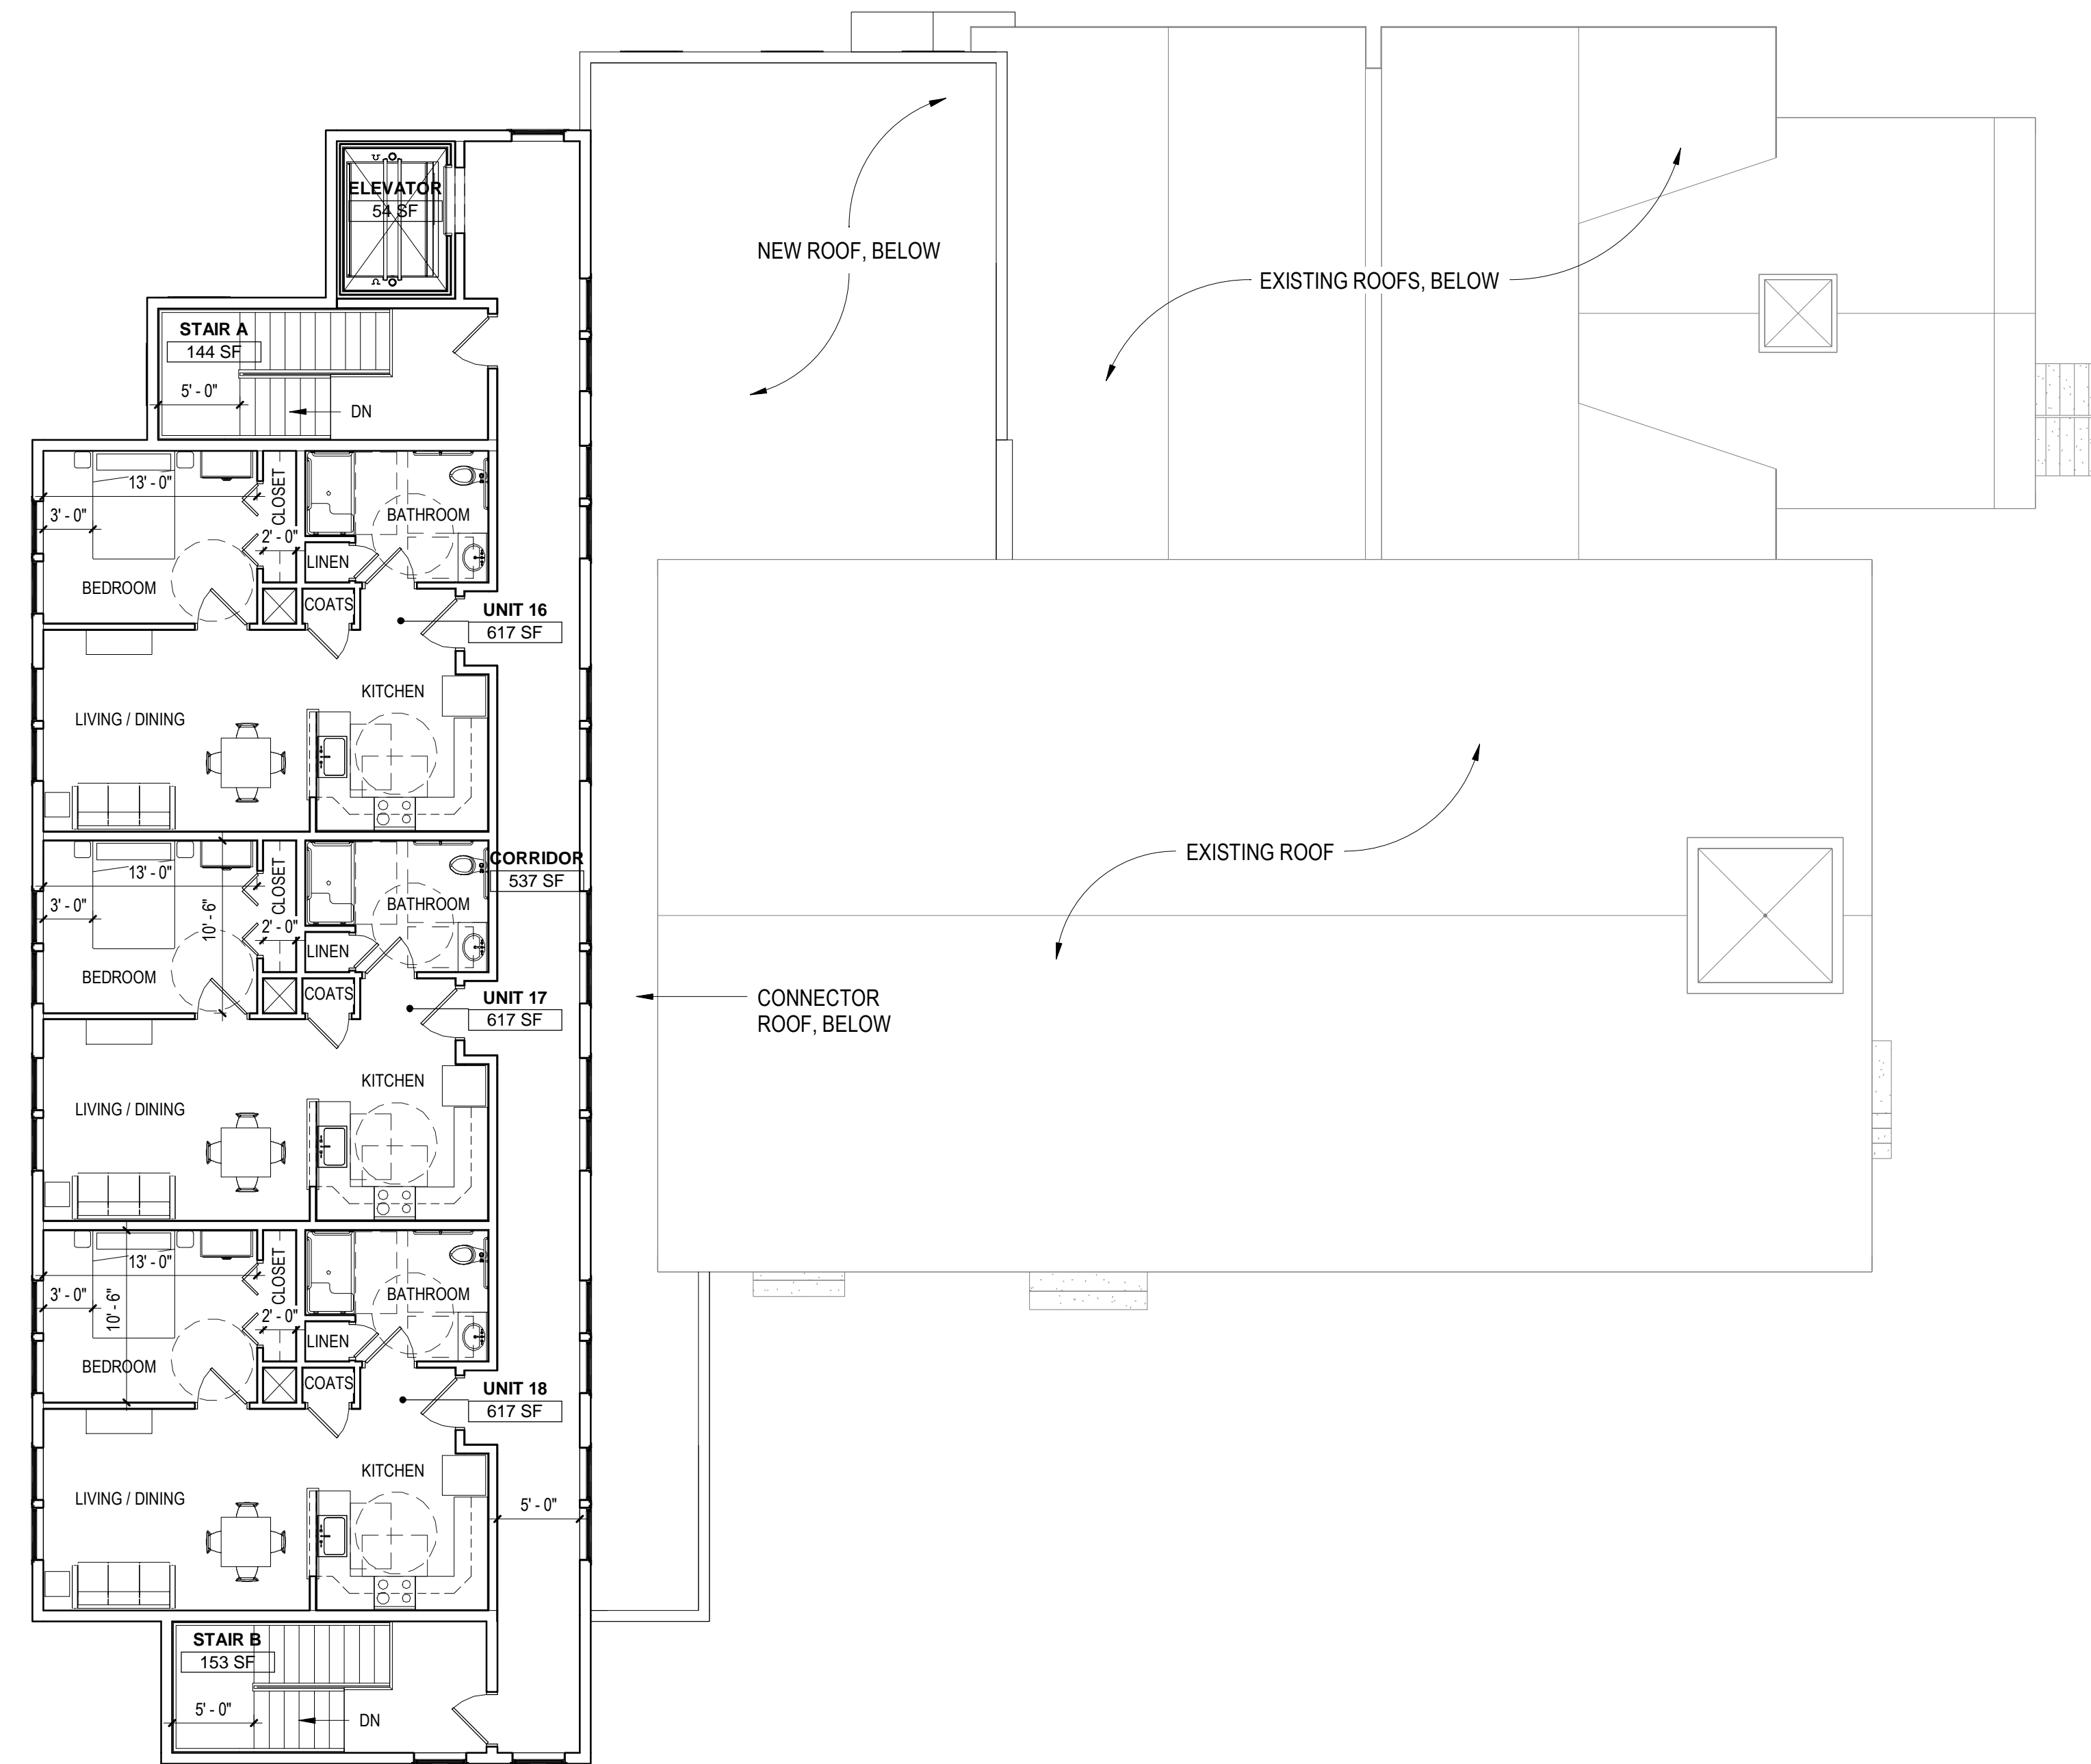 ELEVATOR
54 SF
NEW ROOF, BELOW
EXISTING ROOFS, BELOW
STAIR A
144 SF
5' - 0"
DN
13' - 0"
CLOSET
3' - 0"
2' - 0"
BATHROOM
LINEN
BEDROOM
COATS
UNIT 16
617 SF
KITCHEN
LIVING / DINING
13' - 0"
CLOSET
CORRIDOR
537 SF
3' - 0"
10' - 6"
2' - 0"
BATHROOM
LINEN
BEDROOM
COATS
UNIT 17
617 SF
EXISTING ROOF
CONNECTOR
ROOF, BELOW
KITCHEN
LIVING / DINING
13' - 0"
CLOSET
3' - 0"
10' - 6"
2' - 0"
BATHROOM
LINEN
BEDROOM
COATS
UNIT 18
617 SF
KITCHEN
LIVING / DINING
5' - 0"
STAIR B
153 SF
5' - 0"
DN